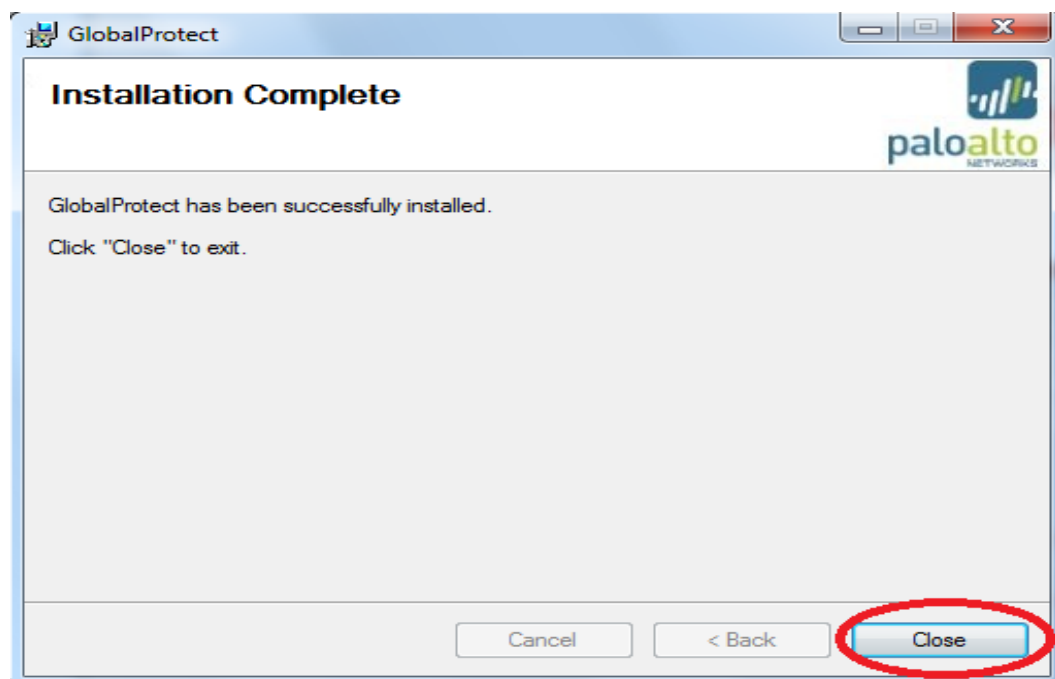 GlobalProtect
Installation Complete
paloalto
NETWORKS
GlobalProtect has been successfully installed.
Click "Close" to exit.
Cancel
< Back
Close